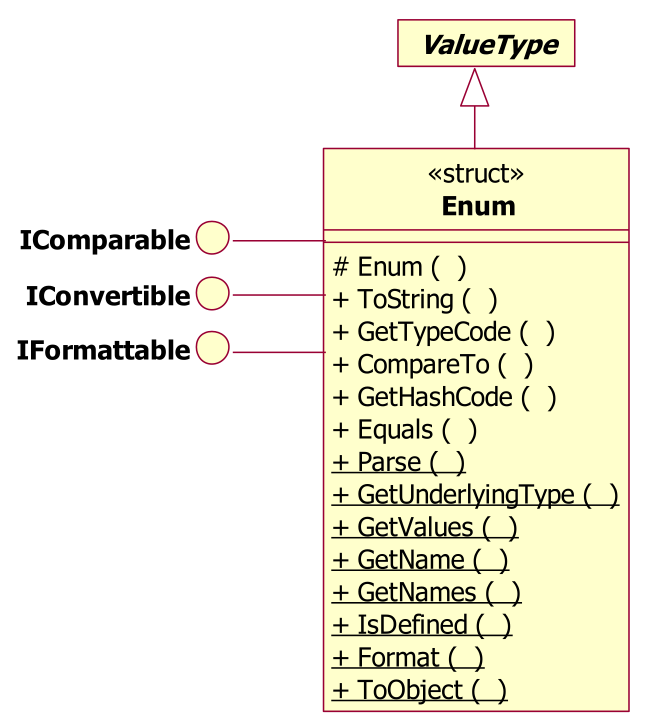 ValueType
«struct»
Enum
IComparable
IConvertible
IFormattable
# Enum (  )
+ ToString (  )
+ GetTypeCode (  )
+ CompareTo (  )
+ GetHashCode (  )
+ Equals (  )
+ Parse (  )
+ GetUnderlyingType (  )
+ GetValues (  )
+ GetName (  )
+ GetNames (  )
+ IsDefined (  )
+ Format (  )
+ ToObject (  )